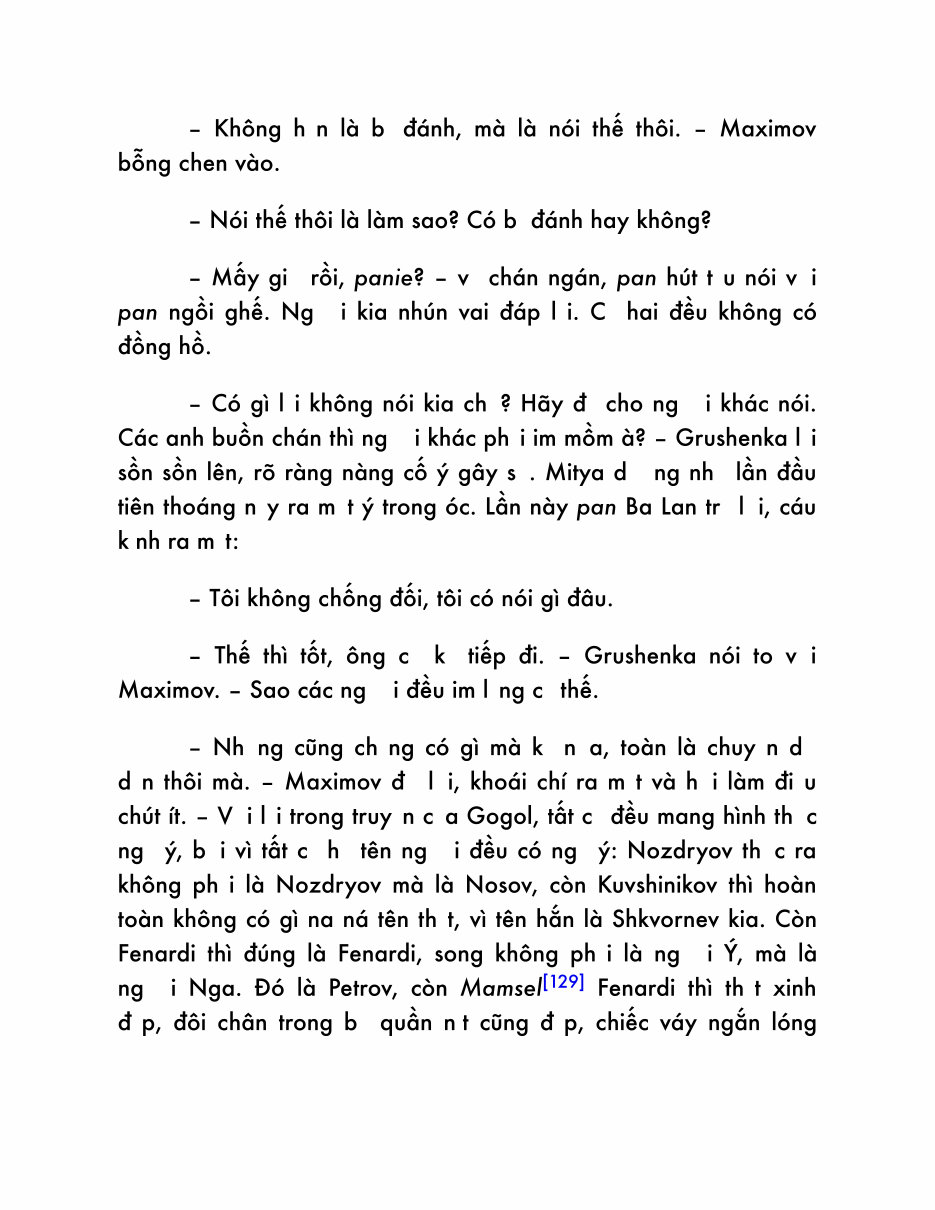 – Không h n là b đánh, mà là nói thế thôi. – Maximov
bỗng chen vào.
– Nói thế thôi là làm sao? Có b đánh hay không?
– Mấy gi rồi, panie? – v chán ngán, pan hút t u nói v i
pan ngồi ghế. Ng i kia nhún vai đáp l i. C hai đều không có
đồng hồ.
– Có gì l i không nói kia ch ? Hãy đ cho ng i khác nói.
Các anh buồn chán thì ng i khác ph i im mồm à? – Grushenka l i
sồn sồn lên, rõ ràng nàng cố ý gây s . Mitya d ng nh lần đầu
tiên thoáng n y ra m t ý trong óc. Lần này pan Ba Lan tr l i, cáu
k nh ra m t:
– Tôi không chống đối, tôi có nói gì đâu.
– Thế thì tốt, ông c k tiếp đi. – Grushenka nói to v i
Maximov. – Sao các ng i đều im l ng c thế.
– Nh ng cũng ch ng có gì mà k n a, toàn là chuy n d
d n thôi mà. – Maximov đ l i, khoái chí ra m t và h i làm đi u
chút ít. – V i l i trong truy n c a Gogol, tất c đều mang hình th c
ng ý, b i vì tất c h tên ng i đều có ng ý: Nozdryov th c ra
không ph i là Nozdryov mà là Nosov, còn Kuvshinikov thì hoàn
toàn không có gì na ná tên th t, vì tên hắn là Shkvornev kia. Còn
Fenardi thì đúng là Fenardi, song không ph i là ng i Ý, mà là
ng i Nga. Đó là Petrov, còn Mamsel[129] Fenardi thì th t xinh
đ p, đôi chân trong b quần n t cũng đ p, chiếc váy ngắn lóng